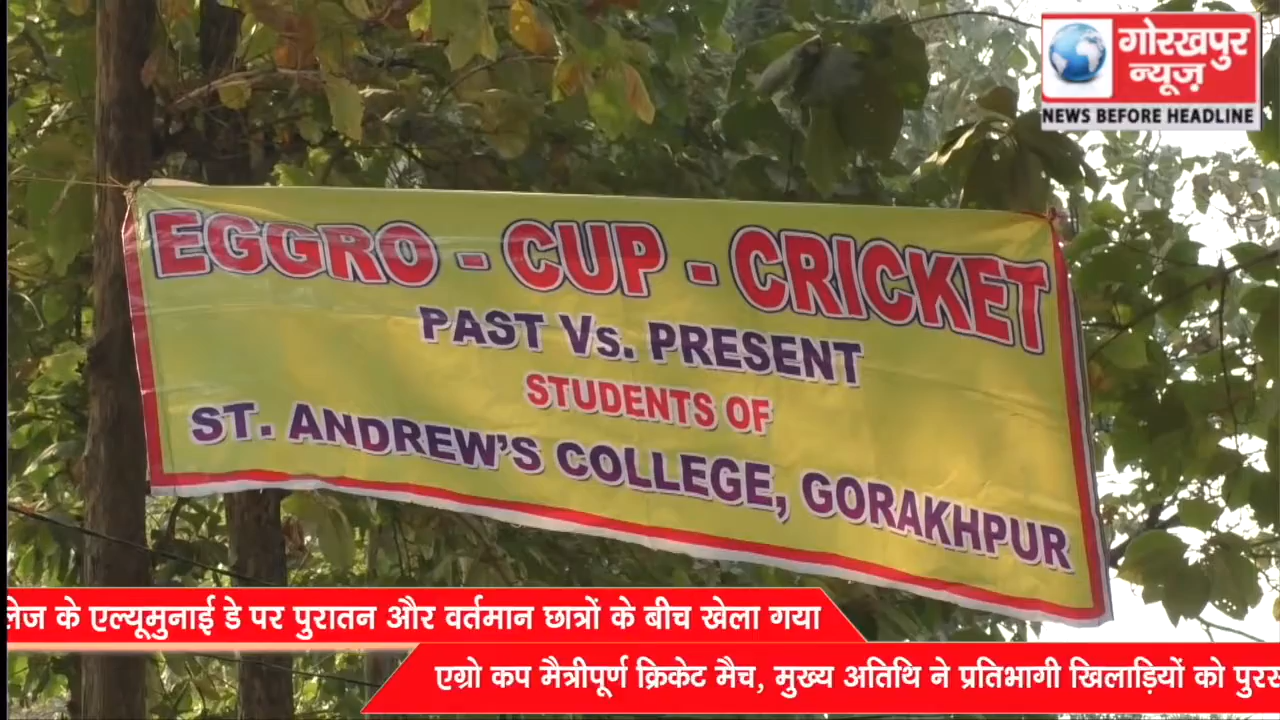 गोरखपुर
न्यूज़
NEWS BEFORE HEADLINE
EGGRO - CUP - CRICKET
PAST Vs. PRESENT
STUDENTS OF
ST. ANDREW'S COLLEGE, GORAKHPUR
के एल्यूमुनाई डे पर पुरातन और वर्तमान छात्रों के बीच खेला गया
एग्रो कप मैत्रीपूर्ण क्रिकेट मैच, मुख्य अतिथि ने प्रतिभागी खिलाड़ियों को